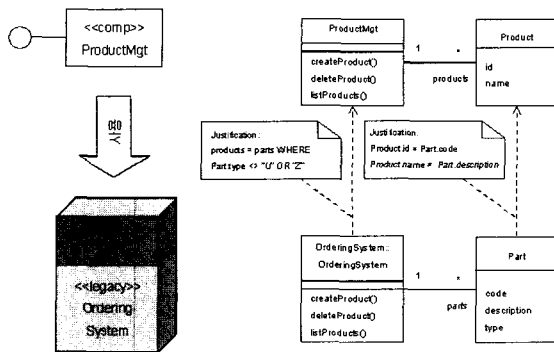 <<comp>>
ProductMgt
<<legacy>>
Ordering
System
ProductMgt
createProduct()
deleteProduct()
listProducts()
1
*
products
Product
id
name
Justification:
products = parts WHERE
Part.type <> "U" OR "Z"
Justification:
Product.id = Part.code
Product.name = Part.description
OrderingSystem::
OrderingSystem
createProduct()
deleteProduct()
listProducts()
1
*
parts
Part
code
description
type